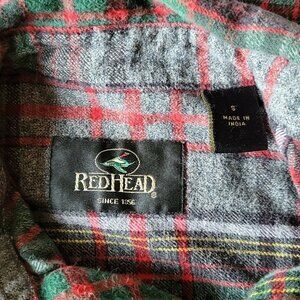 REDHEAD®
SINCE 1856
S
MADE IN
INDIA